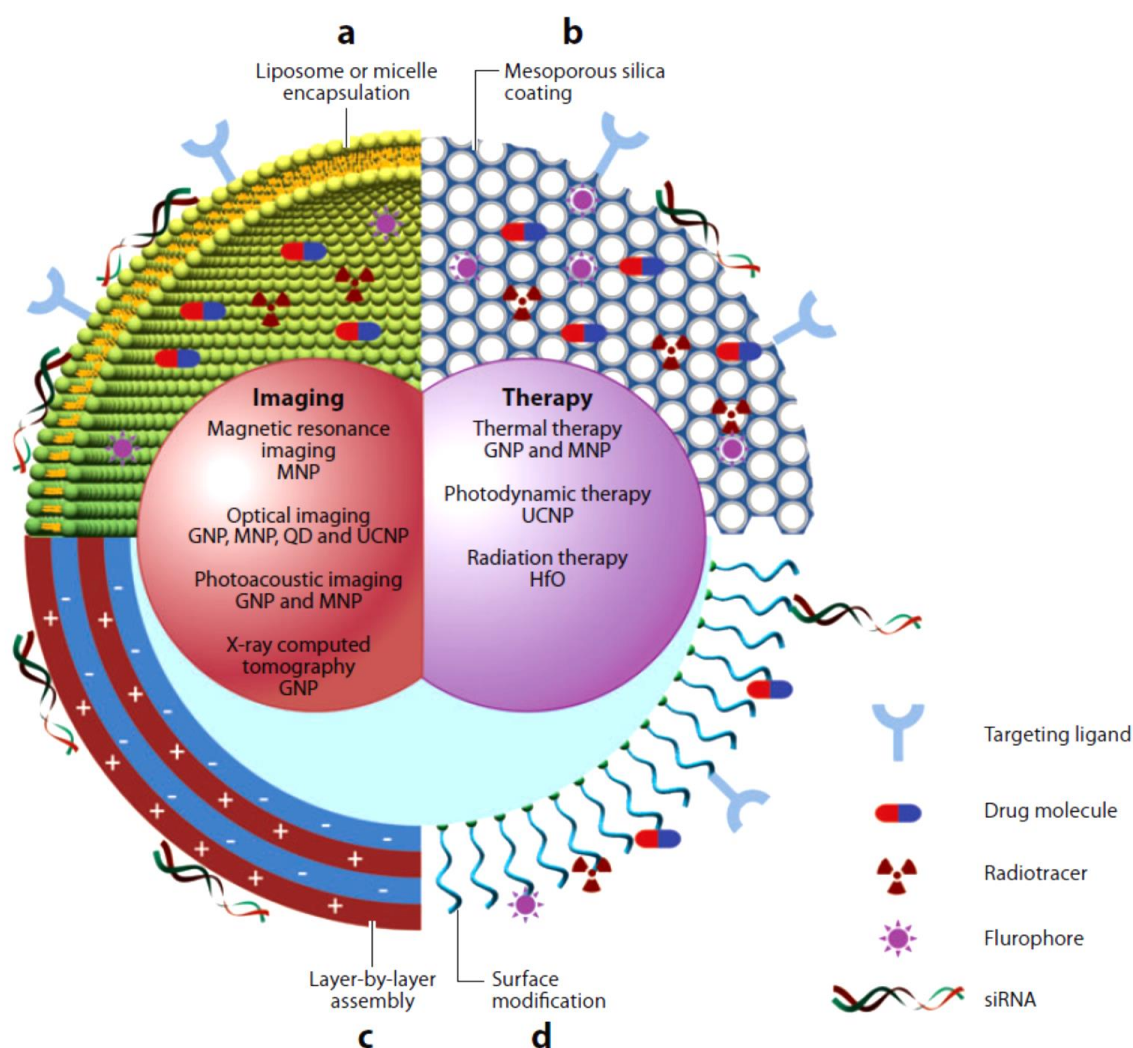 a
b
Liposome or micelle
encapsulation
Mesoporous silica
coating
Imaging
Magnetic resonance
imaging
MNP
Optical imaging
GNP, MNP, QD and UCNP
Photoacoustic imaging
GNP and MNP
X-ray computed
tomography
GNP
Therapy
Thermal therapy
GNP and MNP
Photodynamic therapy
UCNP
Radiation therapy
HfO
Targeting ligand
Drug molecule
Radiotracer
Flurophore
siRNA
Layer-by-layer
assembly
Surface
modification
c
d